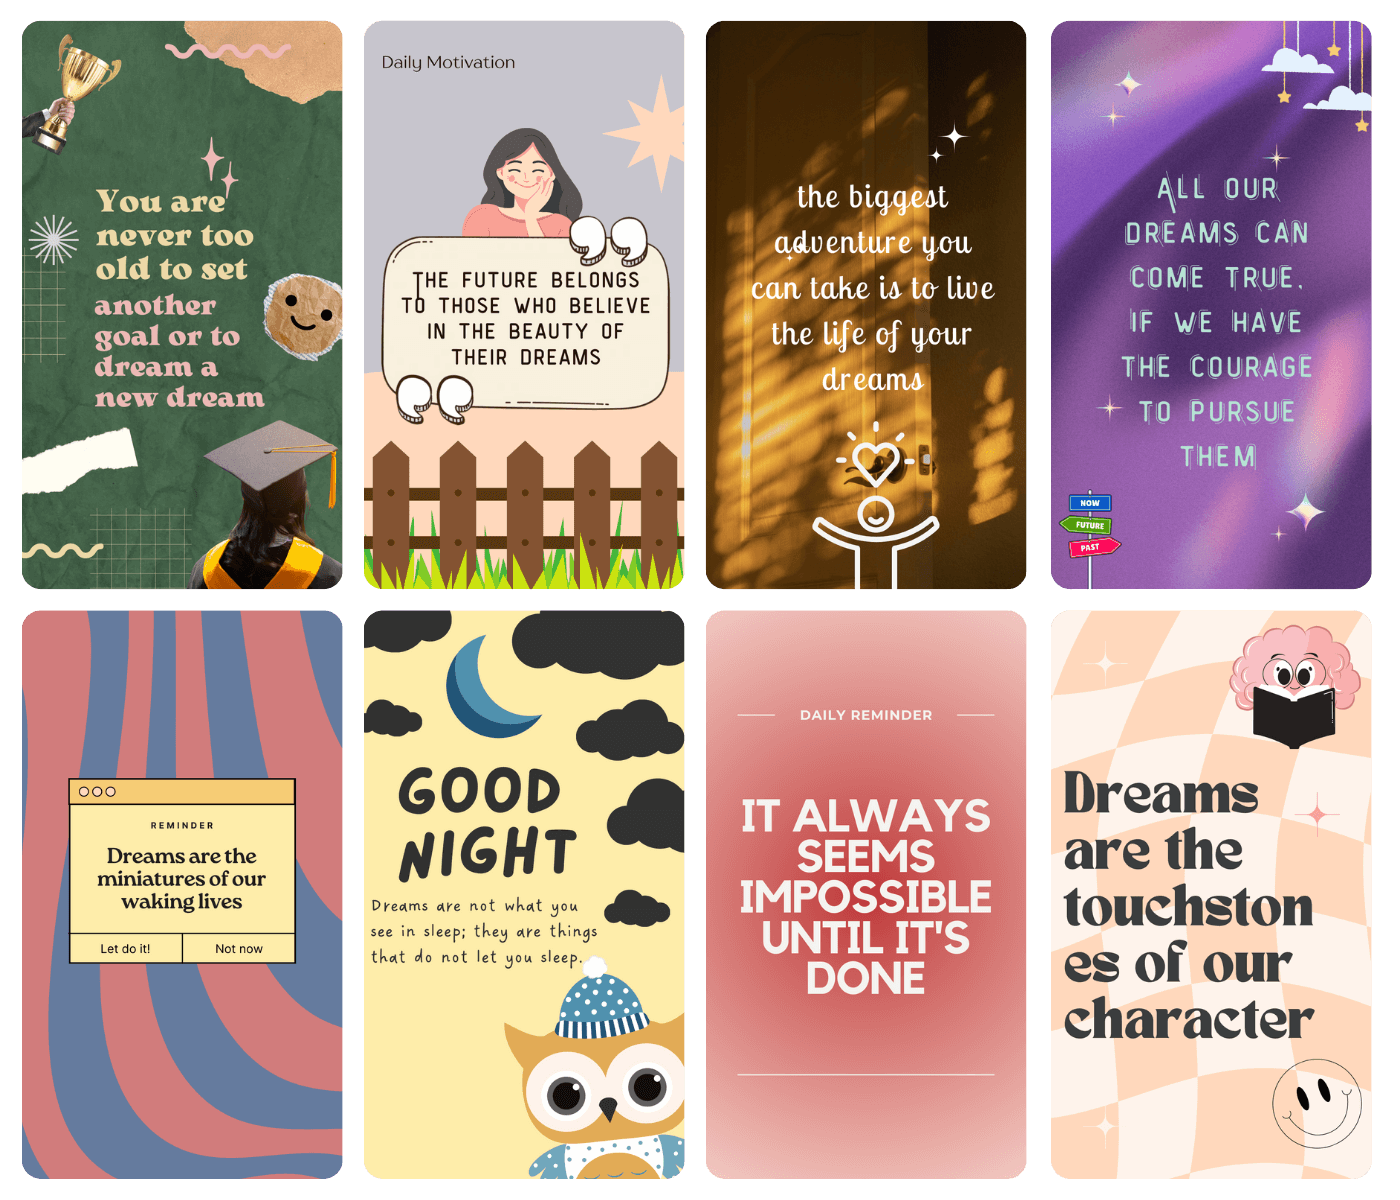 You are
never too
old to set
another
goal or to
dream a
new dream
Daily Motivation
THE FUTURE BELONGS
TO THOSE WHO BELIEVE
IN THE BEAUTY OF
THEIR DREAMS
the biggest
adventure you
can take is to live
the life of your
dreams
ALL OUR
DREAMS CAN
COME TRUE,
IF WE HAVE
THE COURAGE
TO PURSUE
THEM
NOW
FUTURE
PAST
REMINDER
Dreams are the
miniatures of our
waking lives
Let do it!
Not now
GOOD
NIGHT
Dreams are not what you
see in sleep; they are things
that do not let you sleep.
DAILY REMINDER
IT ALWAYS
SEEMS
IMPOSSIBLE
UNTIL IT'S
DONE
Dreams
are the
touchston
es of our
character